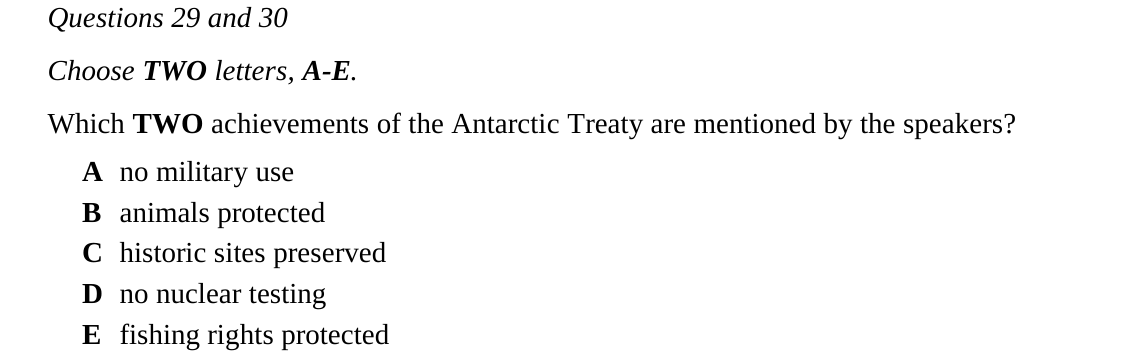 Questions 29 and 30
Choose TWO letters, A-E.
Which TWO achievements of the Antarctic Treaty are mentioned by the speakers?
A no military use
B animals protected
C historic sites preserved
D no nuclear testing
E fishing rights protected